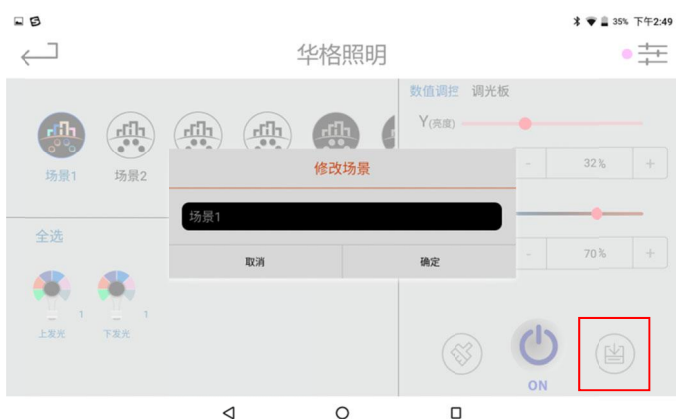 35% 下午2:49
华格照明
数值调控 调光板
Y(亮度)
修改场景
- 32% +
场景1 场景2
场景1
全选
取消 确定
- 70% +
1 1
上发光 下发光
ON